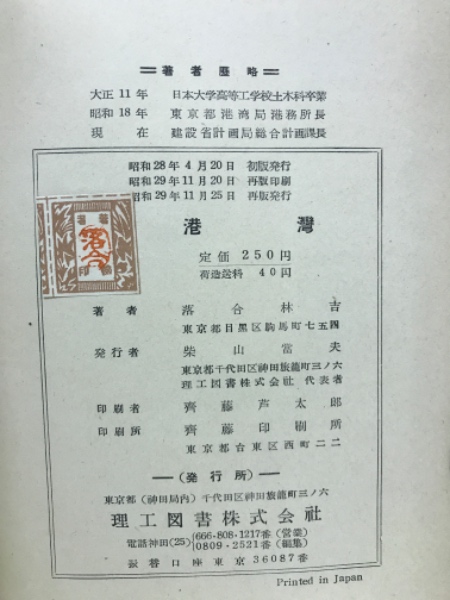 著者歴略
大正11年 日本大学高等工学校土木科卒業
昭和18年 東京都港湾局港務所長
現在 建設省計画局総合計画課長
昭和28年4月20日 初版発行
昭和29年11月20日 再版印刷
昭和29年11月25日 再版発行
港灣
定価 250円
荷造送料 40円
著者 落合林吉
東京都目黒区駒場町七五四
発行者 柴山富夫
東京都千代田区神田旅籠町三ノ六
理工図書株式会社 代表者
印刷者 齊藤芦太郎
印刷所 齊藤印刷所
東京都台東区西町二二
(発行所)
東京都(神田局内)千代田区神田旅籠町三ノ六
理工図書株式会社
電話神田(25){666・808・1217番(営業)
0809・2521番(編集)
振替口座東京36087番
Printed in Japan
落合